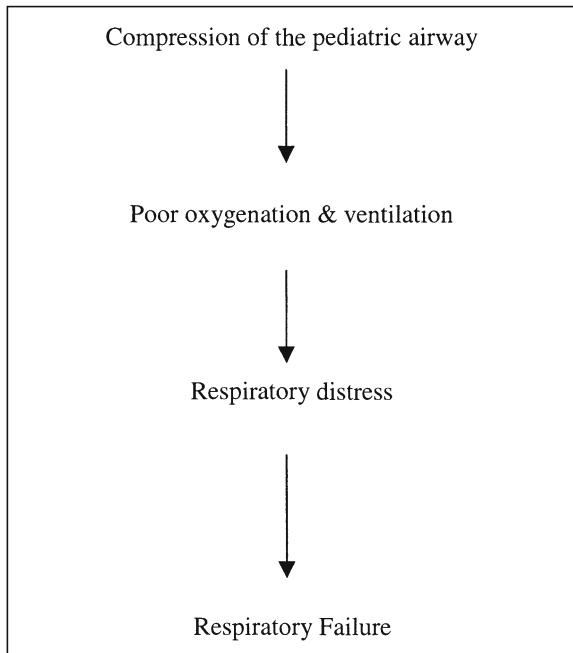 Compression of the pediatric airway
Poor oxygenation & ventilation
Respiratory distress
Respiratory Failure